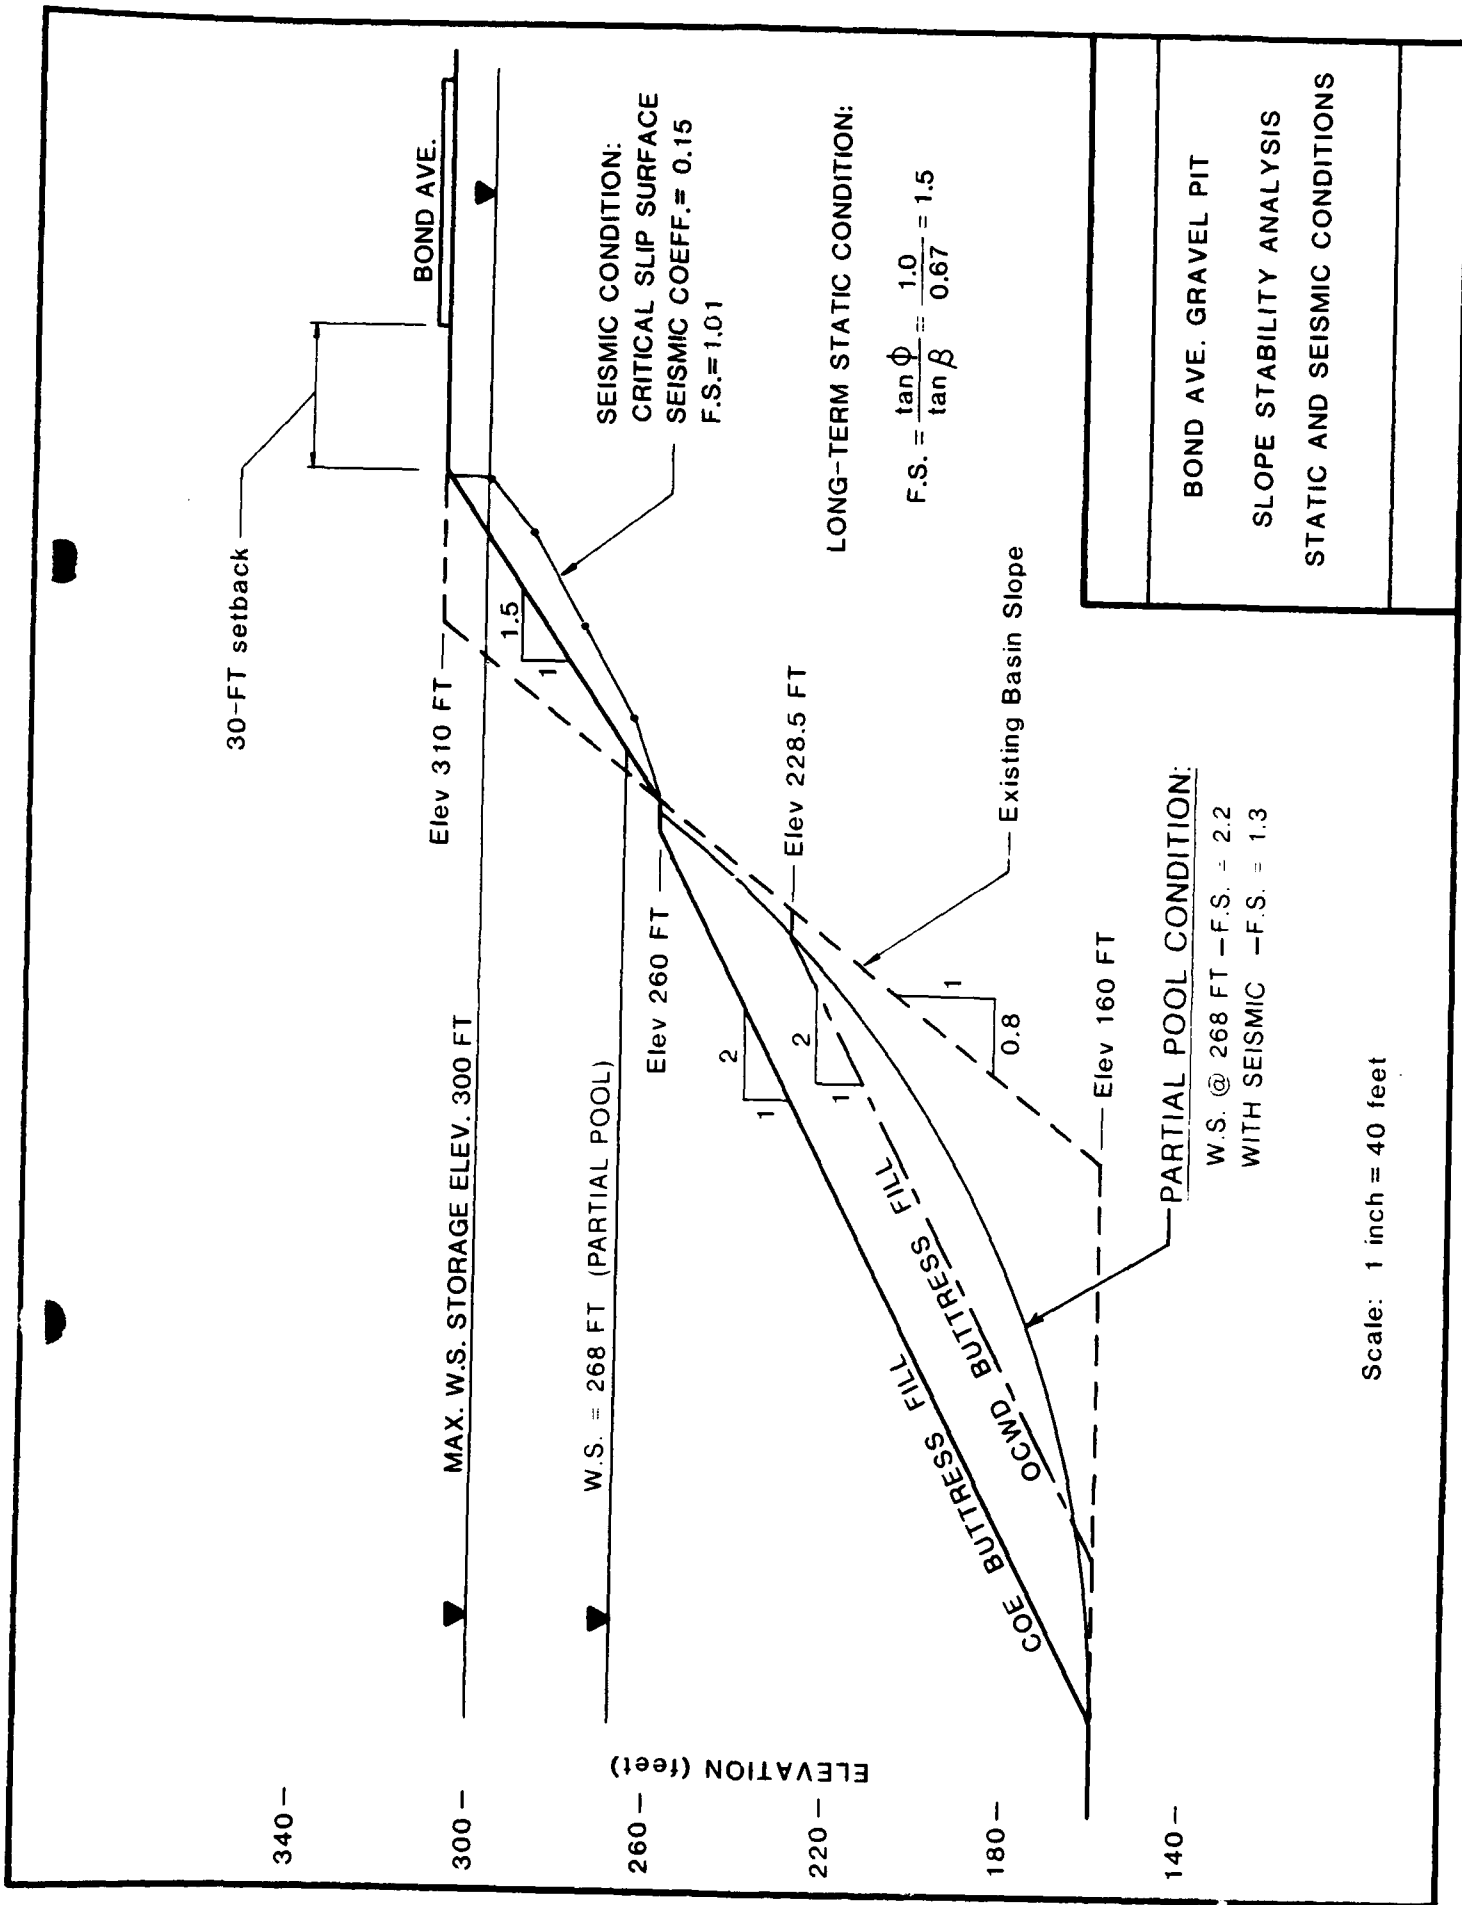 340
300
260
220
180
140
ELEVATION (feet)
30-FT setback
BOND AVE.
Elev 310 FT
MAX. W.S. STORAGE ELEV. 300 FT
W.S. = 268 FT (PARTIAL POOL)
1.5
1
Elev 260 FT
SEISMIC CONDITION:
CRITICAL SLIP SURFACE
SEISMIC COEFF. = 0.15
F.S. = 1.01
LONG-TERM STATIC CONDITION:
F.S. = tan ϕ / tan β = 1.0 / 0.67 = 1.5
Elev 228.5 FT
2
1
2
1
Existing Basin Slope
1
0.8
Elev 160 FT
COE BUTTRESS FILL
OCWD BUTTRESS FILL
PARTIAL POOL CONDITION:
W.S. @ 268 FT - F.S. = 2.2
WITH SEISMIC - F.S. = 1.3
Scale: 1 inch = 40 feet
BOND AVE. GRAVEL PIT
SLOPE STABILITY ANALYSIS
STATIC AND SEISMIC CONDITIONS